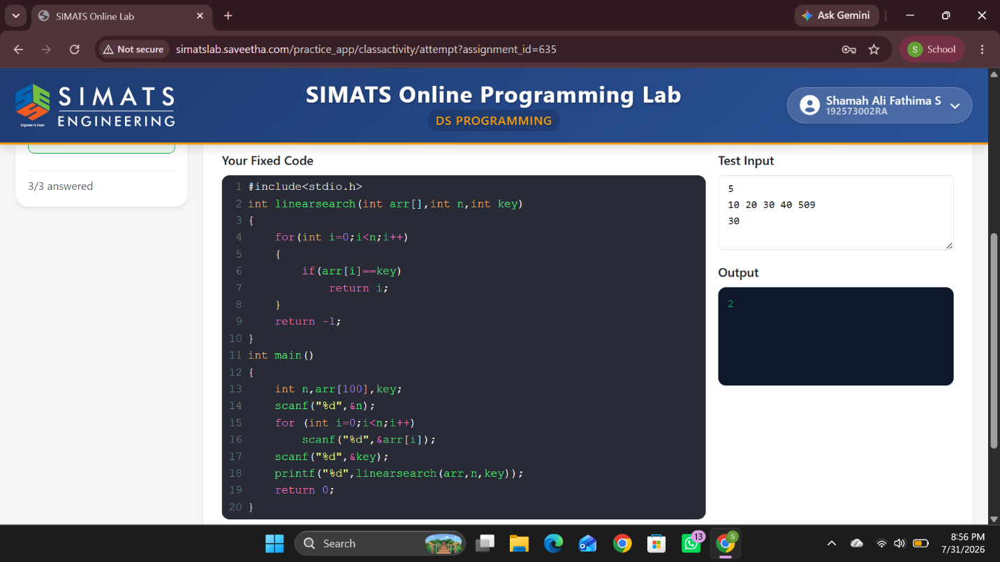 SIMATS Online Lab
Ask Gemini
Not secure
simatslab.saveetha.com/practice_app/classactivity/attempt?assignment_id=635
S
School
SIMATS
ENGINEERING
Engineer to Excel
SIMATS Online Programming Lab
DS PROGRAMMING
Shamah Ali Fathima S
192573002RA
3/3 answered
Your Fixed Code
1 #include<stdio.h>
2 int linearsearch(int arr[],int n,int key)
3 {
4     for(int i=0;i<n;i++)
5     {
6         if(arr[i]==key)
7             return i;
8     }
9     return -1;
10 }
11 int main()
12 {
13     int n,arr[100],key;
14     scanf("%d",&n);
15     for (int i=0;i<n;i++)
16         scanf("%d",&arr[i]);
17     scanf("%d",&key);
18     printf("%d",linearsearch(arr,n,key));
19     return 0;
20 }
Test Input
5
10 20 30 40 509
30
Output
2
Search
13
S
8:56 PM
7/31/2026